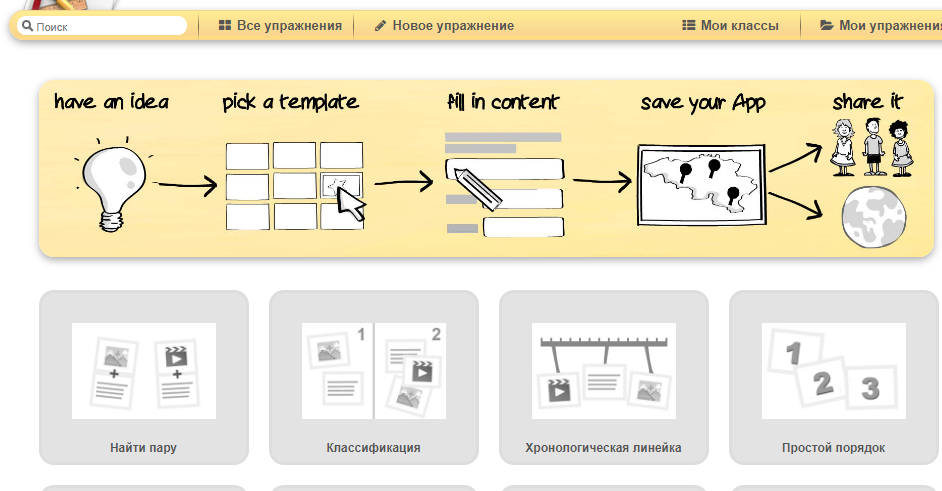 Поиск
Все упражнения
Новое упражнение
Мои классы
Мои упражнения
have an idea
pick a template
fill in content
save your App
share it
1
2
1
2
3
Найти пару
Классификация
Хронологическая линейка
Простой порядок